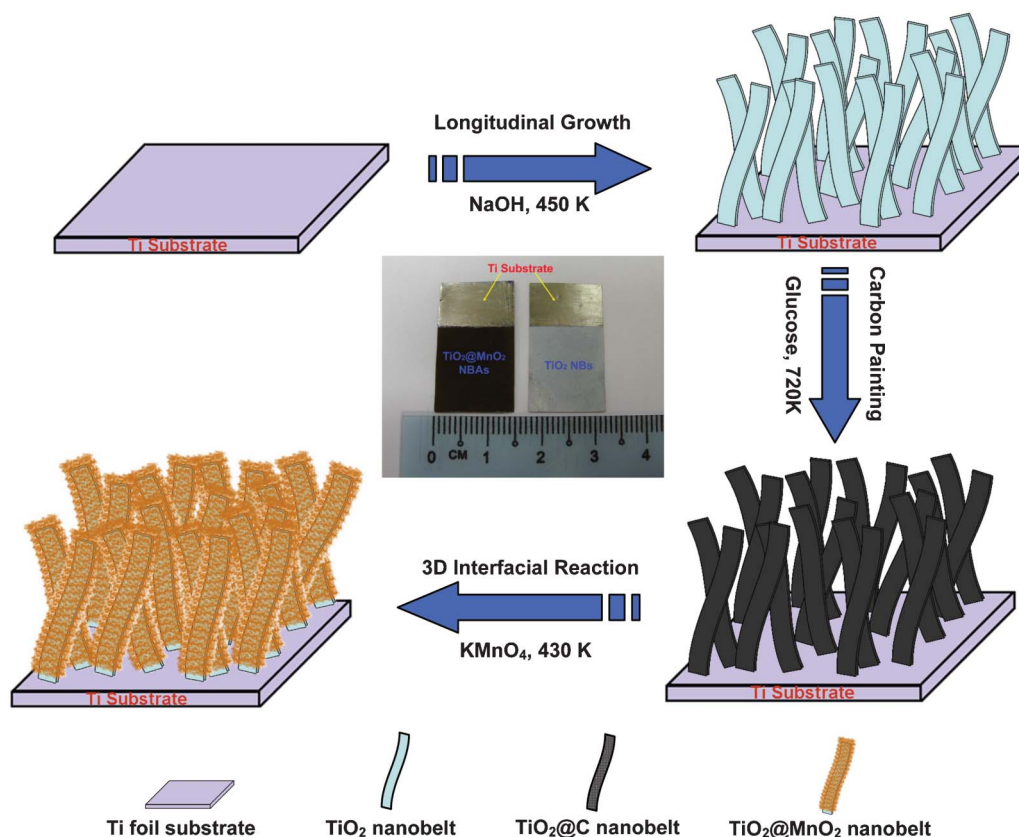 Longitudinal Growth
NaOH, 450 K
Ti Substrate
Ti Substrate
Carbon Painting
Glucose, 720K
Ti Substrate
TiO₂@MnO₂
NBAs
TiO₂ NBs
0 CM 1 2 3 4
3D Interfacial Reaction
KMnO₄, 430 K
Ti Substrate
Ti Substrate
Ti foil substrate
TiO₂ nanobelt
TiO₂@C nanobelt
TiO₂@MnO₂ nanobelt